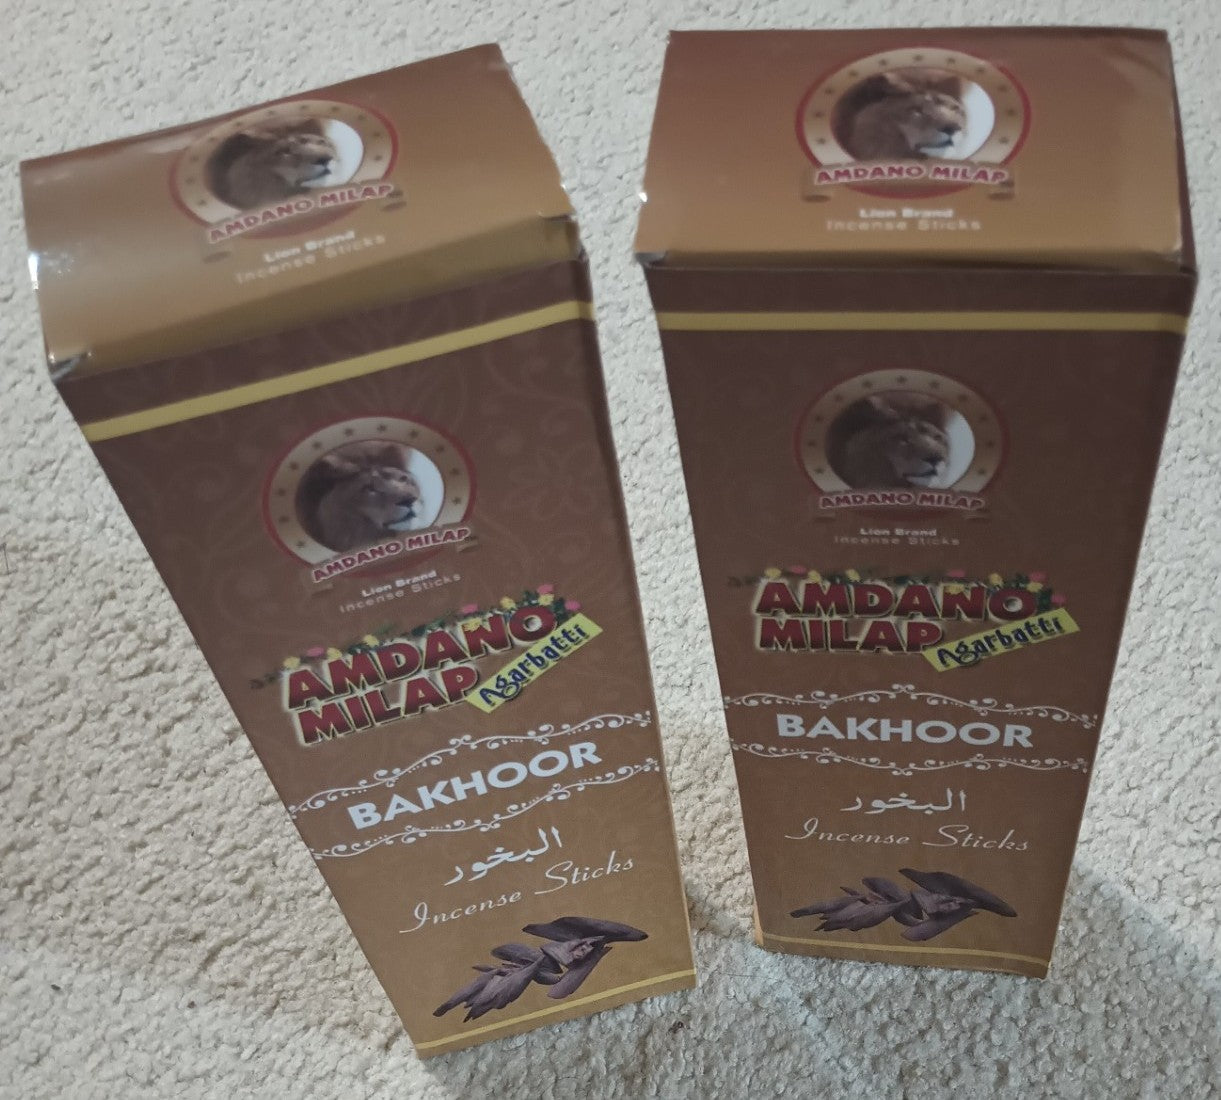 AMDANO MILAP
Lion Brand
Incense Sticks
AMDANO MILAP
Lion Brand
Incense Sticks
AMDANO
MILAP Agarbatti
BAKHOOR
البخور
Incense Sticks
AMDANO MILAP
Lion Brand
Incense Sticks
AMDANO MILAP
Lion Brand
Incense Sticks
AMDANO
MILAP Agarbatti
BAKHOOR
البخور
Incense Sticks